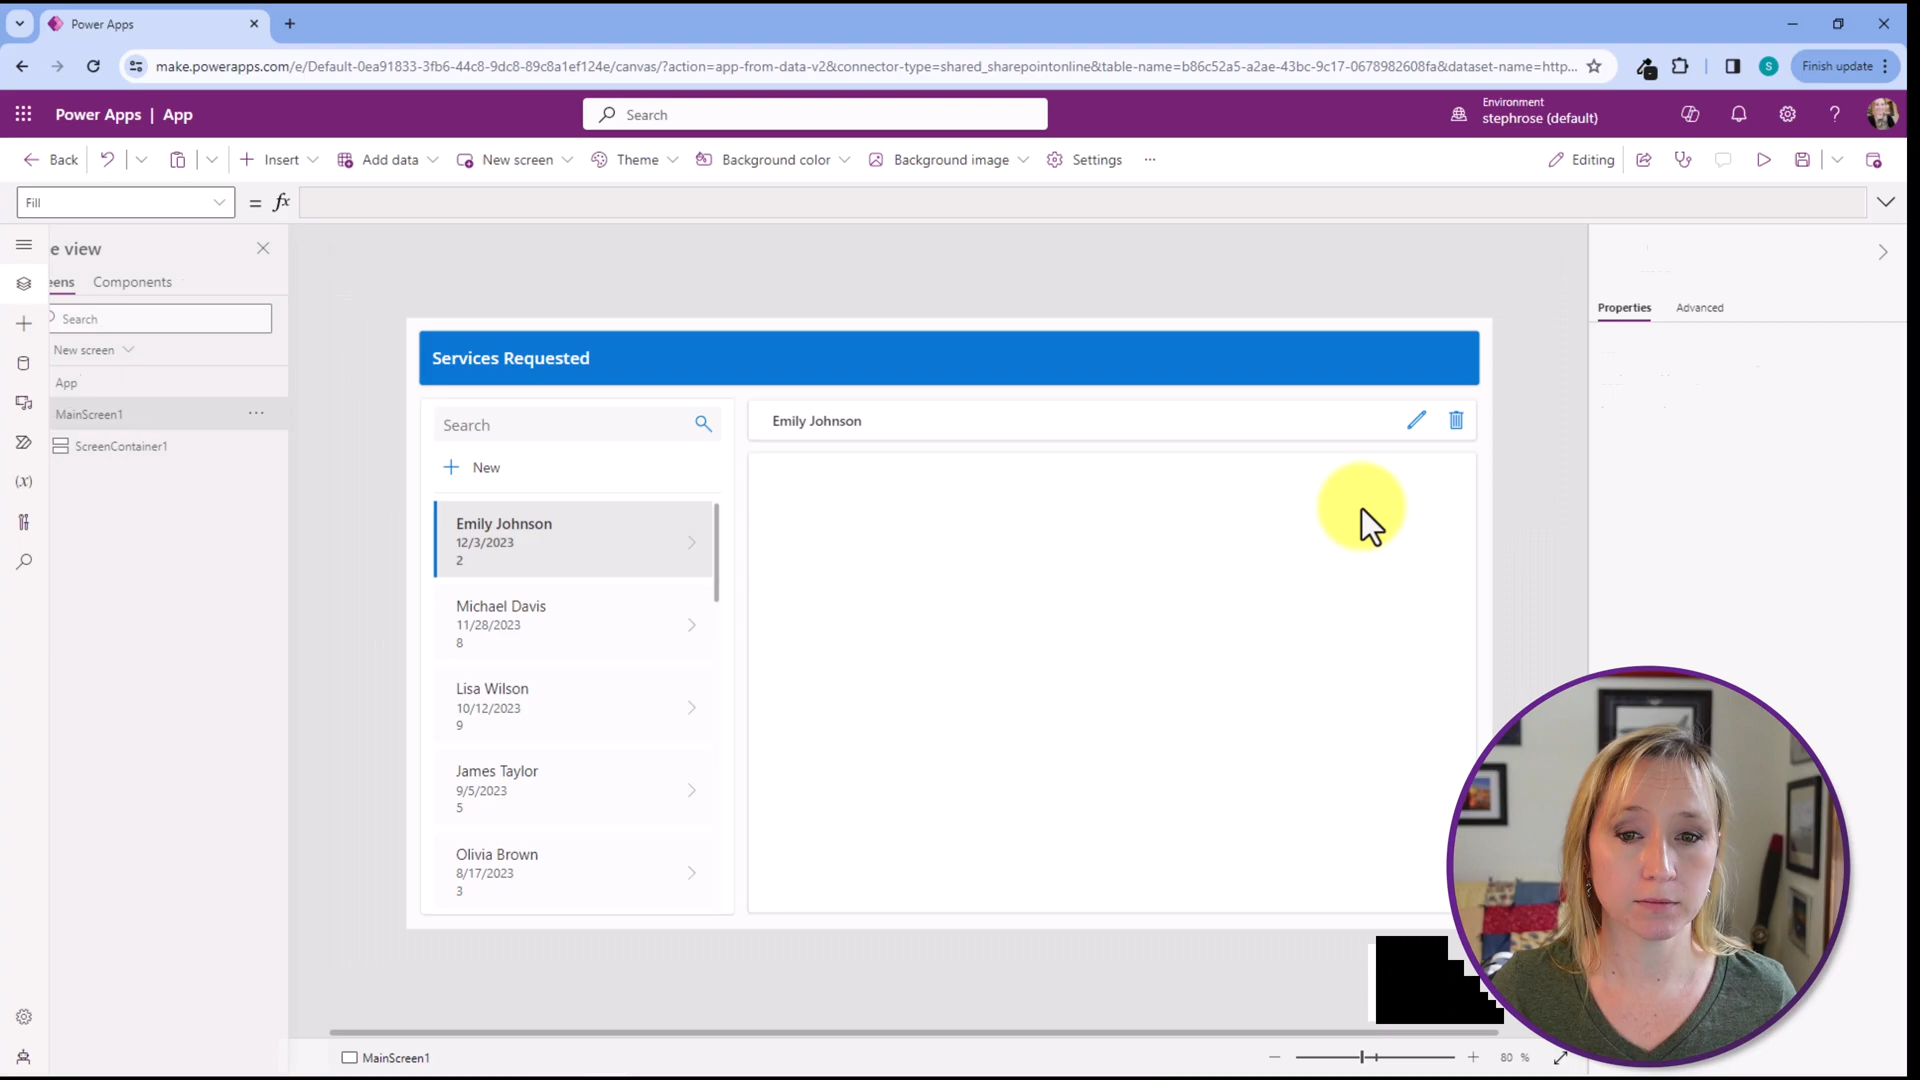 Power Apps
make.powerapps.com/e/Default-0ea91833-3fb6-44c8-9dc8-89c8a1ef124e/canvas/?action=app-from-data-v2&connector-type=shared_sharepointonline&table-name=b86c52a5-a2ae-43bc-9c17-0678982608fa&dataset-name=http...
S
Finish update
Power Apps | App
Search
Environment
stephrose (default)
Back
Insert
Add data
New screen
Theme
Background color
Background image
Settings
Editing
Fill
= fx
e view
eens
Components
Search
New screen
App
MainScreen1
ScreenContainer1
Properties
Advanced
Services Requested
Search
New
Emily Johnson
12/3/2023
2
Michael Davis
11/28/2023
8
Lisa Wilson
10/12/2023
9
James Taylor
9/5/2023
5
Olivia Brown
8/17/2023
3
Emily Johnson
MainScreen1
80 %